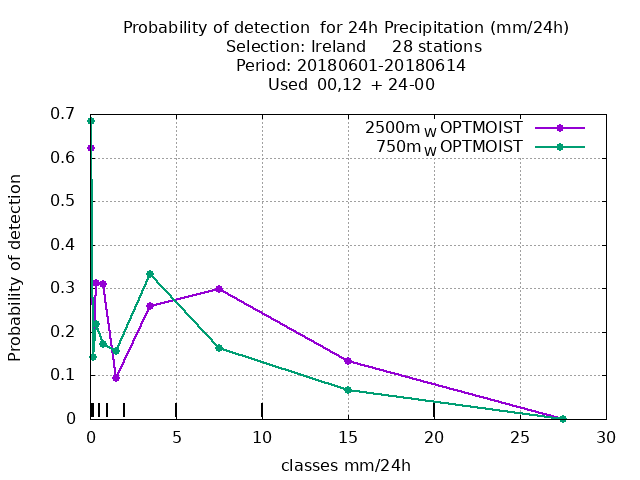 Probability of detection  for 24h Precipitation (mm/24h)
Selection: Ireland     28 stations
Period: 20180601-20180614
Used  00,12  + 24-00
0.7
0.6
0.5
0.4
0.3
0.2
0.1
0
Probability of detection
2500m W OPTMOIST
750m W OPTMOIST
0 5 10 15 20 25 30
classes mm/24h